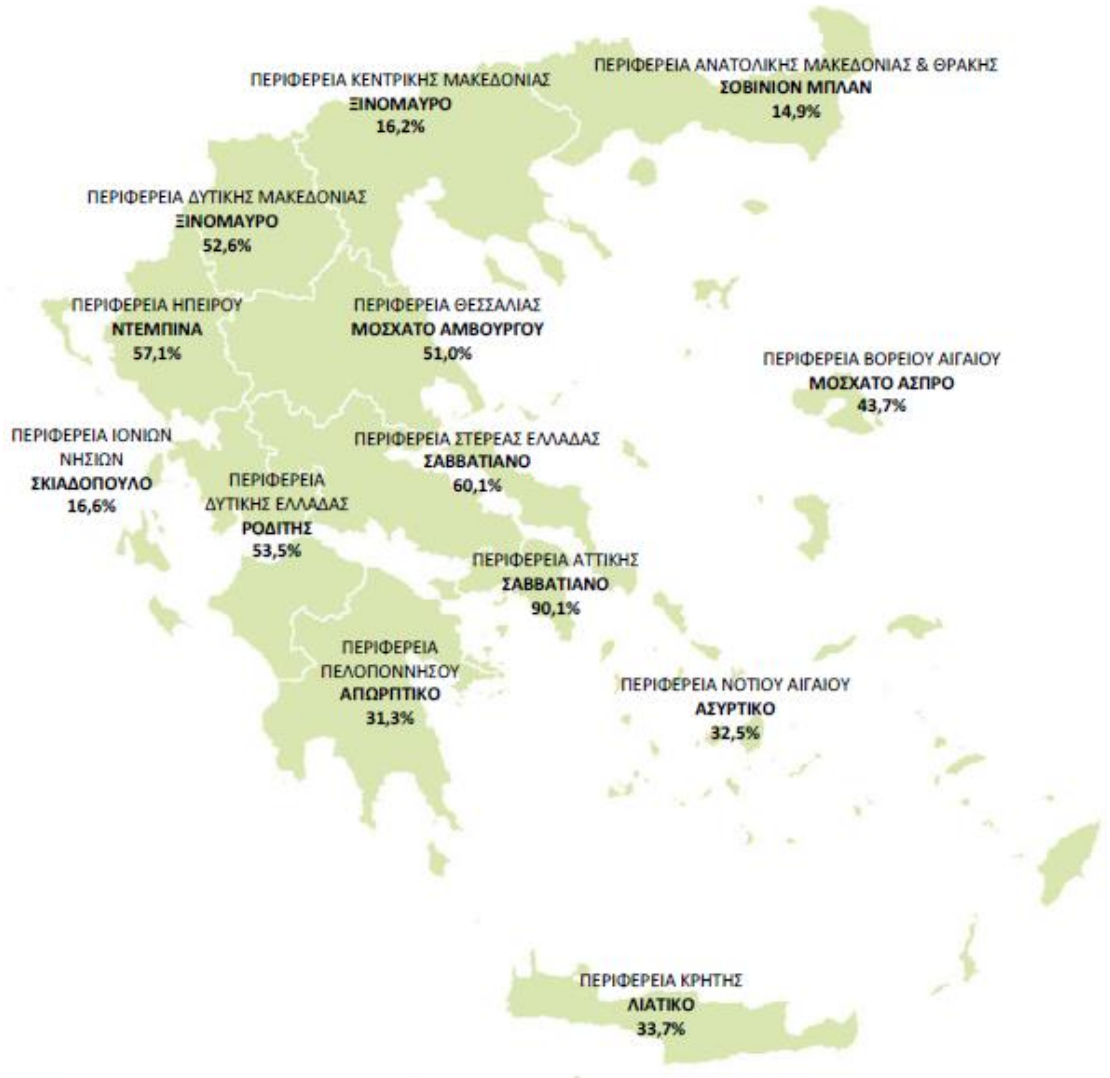 ΠΕΡΙΦΕΡΕΙΑ ΚΕΝΤΡΙΚΗΣ ΜΑΚΕΔΟΝΙΑΣ
ΞΙΝΟΜΑΥΡΟ
16,2%
ΠΕΡΙΦΕΡΕΙΑ ΑΝΑΤΟΛΙΚΗΣ ΜΑΚΕΔΟΝΙΑΣ & ΘΡΑΚΗΣ
ΣΟΒΙΝΙΟΝ ΜΠΛΑΝ
14,9%
ΠΕΡΙΦΕΡΕΙΑ ΔΥΤΙΚΗΣ ΜΑΚΕΔΟΝΙΑΣ
ΞΙΝΟΜΑΥΡΟ
52,6%
ΠΕΡΙΦΕΡΕΙΑ ΗΠΕΙΡΟΥ
ΝΤΕΜΠΙΝΑ
57,1%
ΠΕΡΙΦΕΡΕΙΑ ΘΕΣΣΑΛΙΑΣ
ΜΟΣΧΑΤΟ ΑΜΒΟΥΡΓΟΥ
51,0%
ΠΕΡΙΦΕΡΕΙΑ ΒΟΡΕΙΟΥ ΑΙΓΑΙΟΥ
ΜΟΣΧΑΤΟ ΑΣΠΡΟ
43,7%
ΠΕΡΙΦΕΡΕΙΑ ΙΟΝΙΩΝ
ΝΗΣΙΩΝ
ΣΚΙΑΔΟΠΟΥΛΟ
16,6%
ΠΕΡΙΦΕΡΕΙΑ ΣΤΕΡΕΑΣ ΕΛΛΑΔΑΣ
ΣΑΒΒΑΤΙΑΝΟ
60,1%
ΠΕΡΙΦΕΡΕΙΑ
ΔΥΤΙΚΗΣ ΕΛΛΑΔΑΣ
ΡΟΔΙΤΗΣ
53,5%
ΠΕΡΙΦΕΡΕΙΑ ΑΤΤΙΚΗΣ
ΣΑΒΒΑΤΙΑΝΟ
90,1%
ΠΕΡΙΦΕΡΕΙΑ
ΠΕΛΟΠΟΝΝΗΣΟΥ
ΑΠΩΡΠΤΙΚΟ
31,3%
ΠΕΡΙΦΕΡΕΙΑ ΝΟΤΙΟΥ ΑΙΓΑΙΟΥ
ΑΣΥΡΤΙΚΟ
32,5%
ΠΕΡΙΦΕΡΕΙΑ ΚΡΗΤΗΣ
ΛΙΑΤΙΚΟ
33,7%